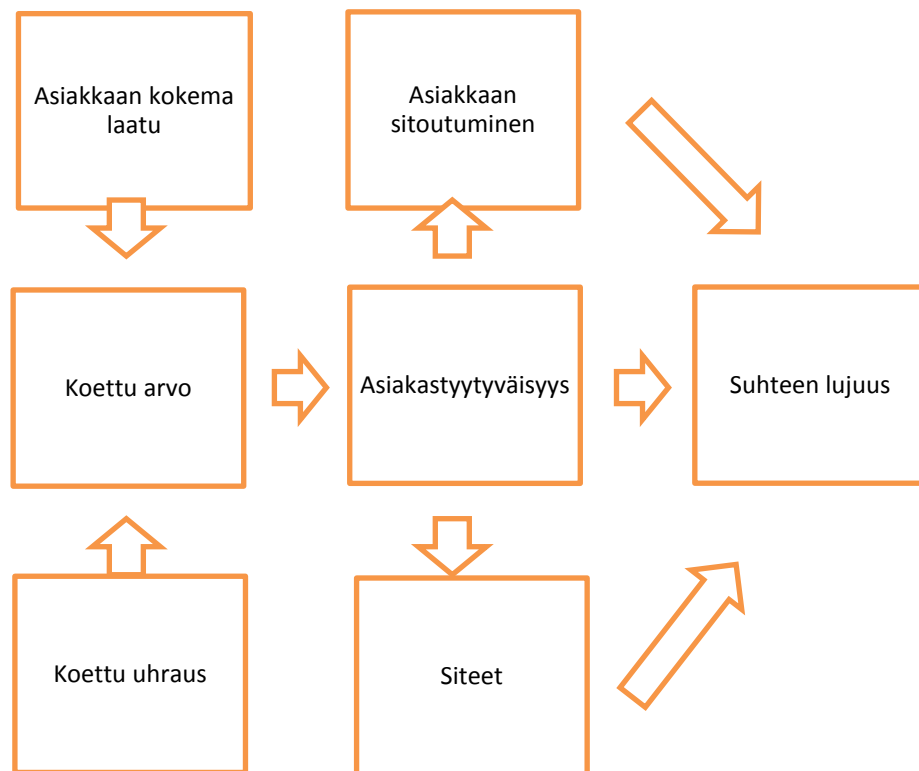 Asiakkaan kokema
laatu
Asiakkaan
sitoutuminen
Koettu arvo
Asiakastyytyväisyys
Suhteen lujuus
Koettu uhraus
Siteet